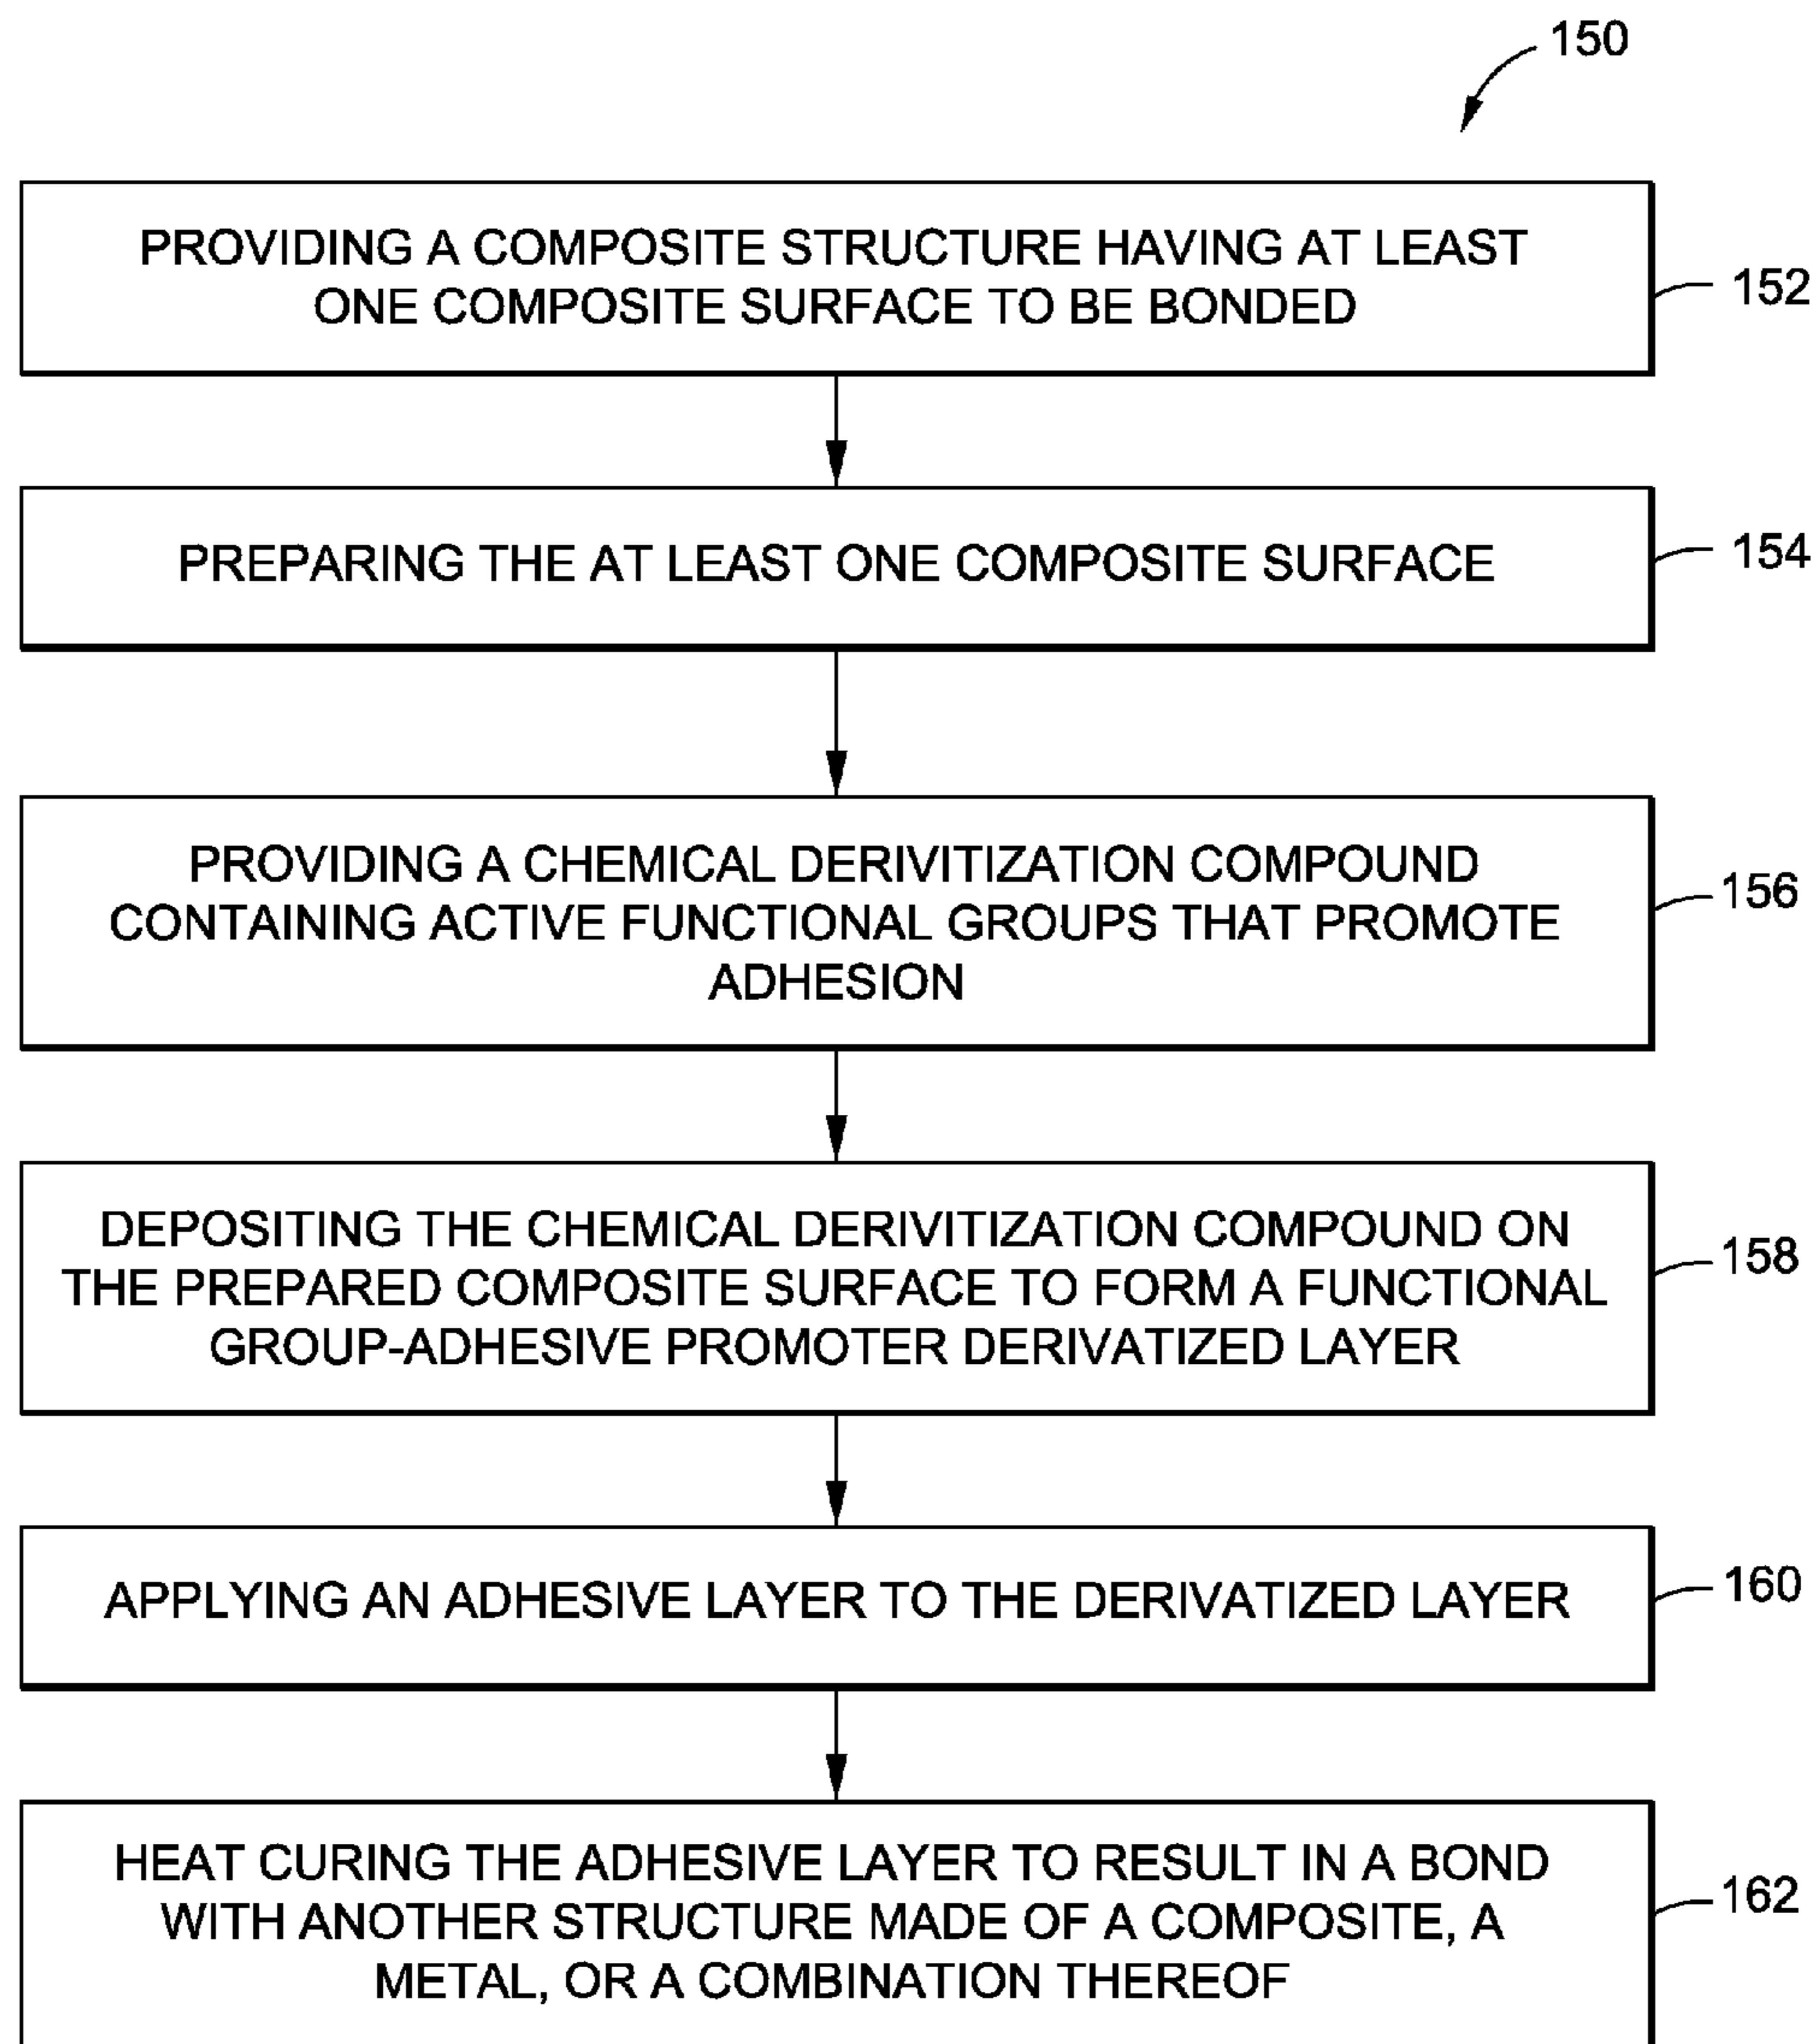 150
PROVIDING A COMPOSITE STRUCTURE HAVING AT LEAST
ONE COMPOSITE SURFACE TO BE BONDED
152
PREPARING THE AT LEAST ONE COMPOSITE SURFACE
154
PROVIDING A CHEMICAL DERIVITIZATION COMPOUND
CONTAINING ACTIVE FUNCTIONAL GROUPS THAT PROMOTE
ADHESION
156
DEPOSITING THE CHEMICAL DERIVITIZATION COMPOUND ON
THE PREPARED COMPOSITE SURFACE TO FORM A FUNCTIONAL
GROUP-ADHESIVE PROMOTER DERIVATIZED LAYER
158
APPLYING AN ADHESIVE LAYER TO THE DERIVATIZED LAYER
160
HEAT CURING THE ADHESIVE LAYER TO RESULT IN A BOND
WITH ANOTHER STRUCTURE MADE OF A COMPOSITE, A
METAL, OR A COMBINATION THEREOF
162